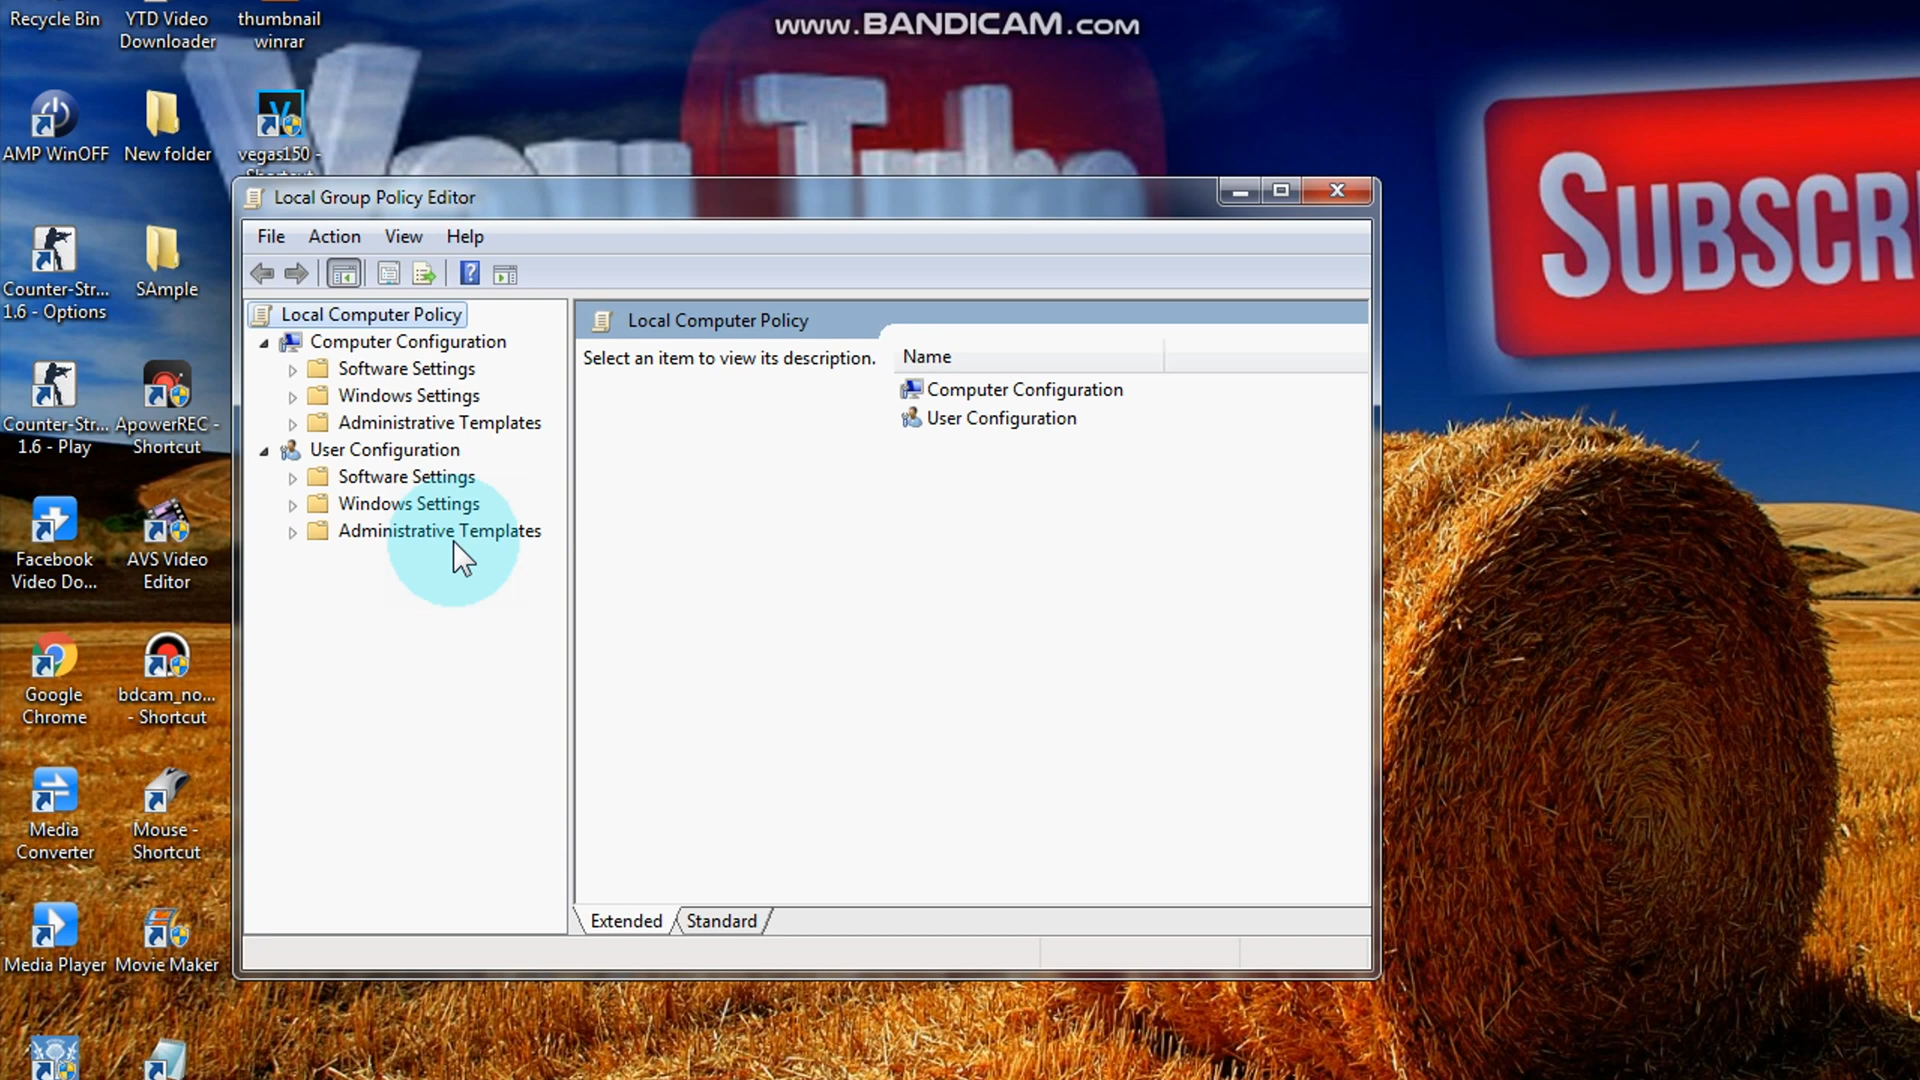 Recycle Bin
YTD Video
Downloader
thumbnail
winrar
www.BANDICAM.com
You Tube
SUBSCR
AMP WinOFF
New folder
vegas150 -
Shortcut
Counter-Str...
1.6 - Options
SAmple
Counter-Str...
1.6 - Play
ApowerREC -
Shortcut
Facebook
Video Do...
AVS Video
Editor
Google
Chrome
bdcam_no...
- Shortcut
Media
Converter
Mouse -
Shortcut
Media Player
Movie Maker
Local Group Policy Editor
File Action View Help
Local Computer Policy
Computer Configuration
Software Settings
Windows Settings
Administrative Templates
User Configuration
Software Settings
Windows Settings
Administrative Templates
Local Computer Policy
Select an item to view its description.
Name
Computer Configuration
User Configuration
Extended Standard